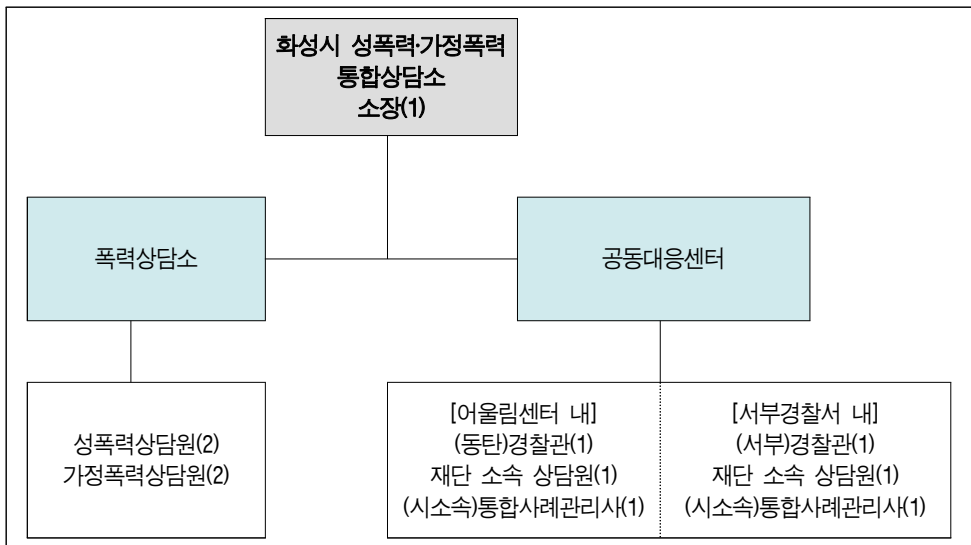 화성시 성폭력·가정폭력
통합상담소
소장(1)
폭력상담소
공동대응센터
성폭력상담원(2)
가정폭력상담원(2)
[어울림센터 내]
(동탄)경찰관(1)
재단 소속 상담원(1)
(시소속)통합사례관리사(1)
[서부경찰서 내]
(서부)경찰관(1)
재단 소속 상담원(1)
(시소속)통합사례관리사(1)